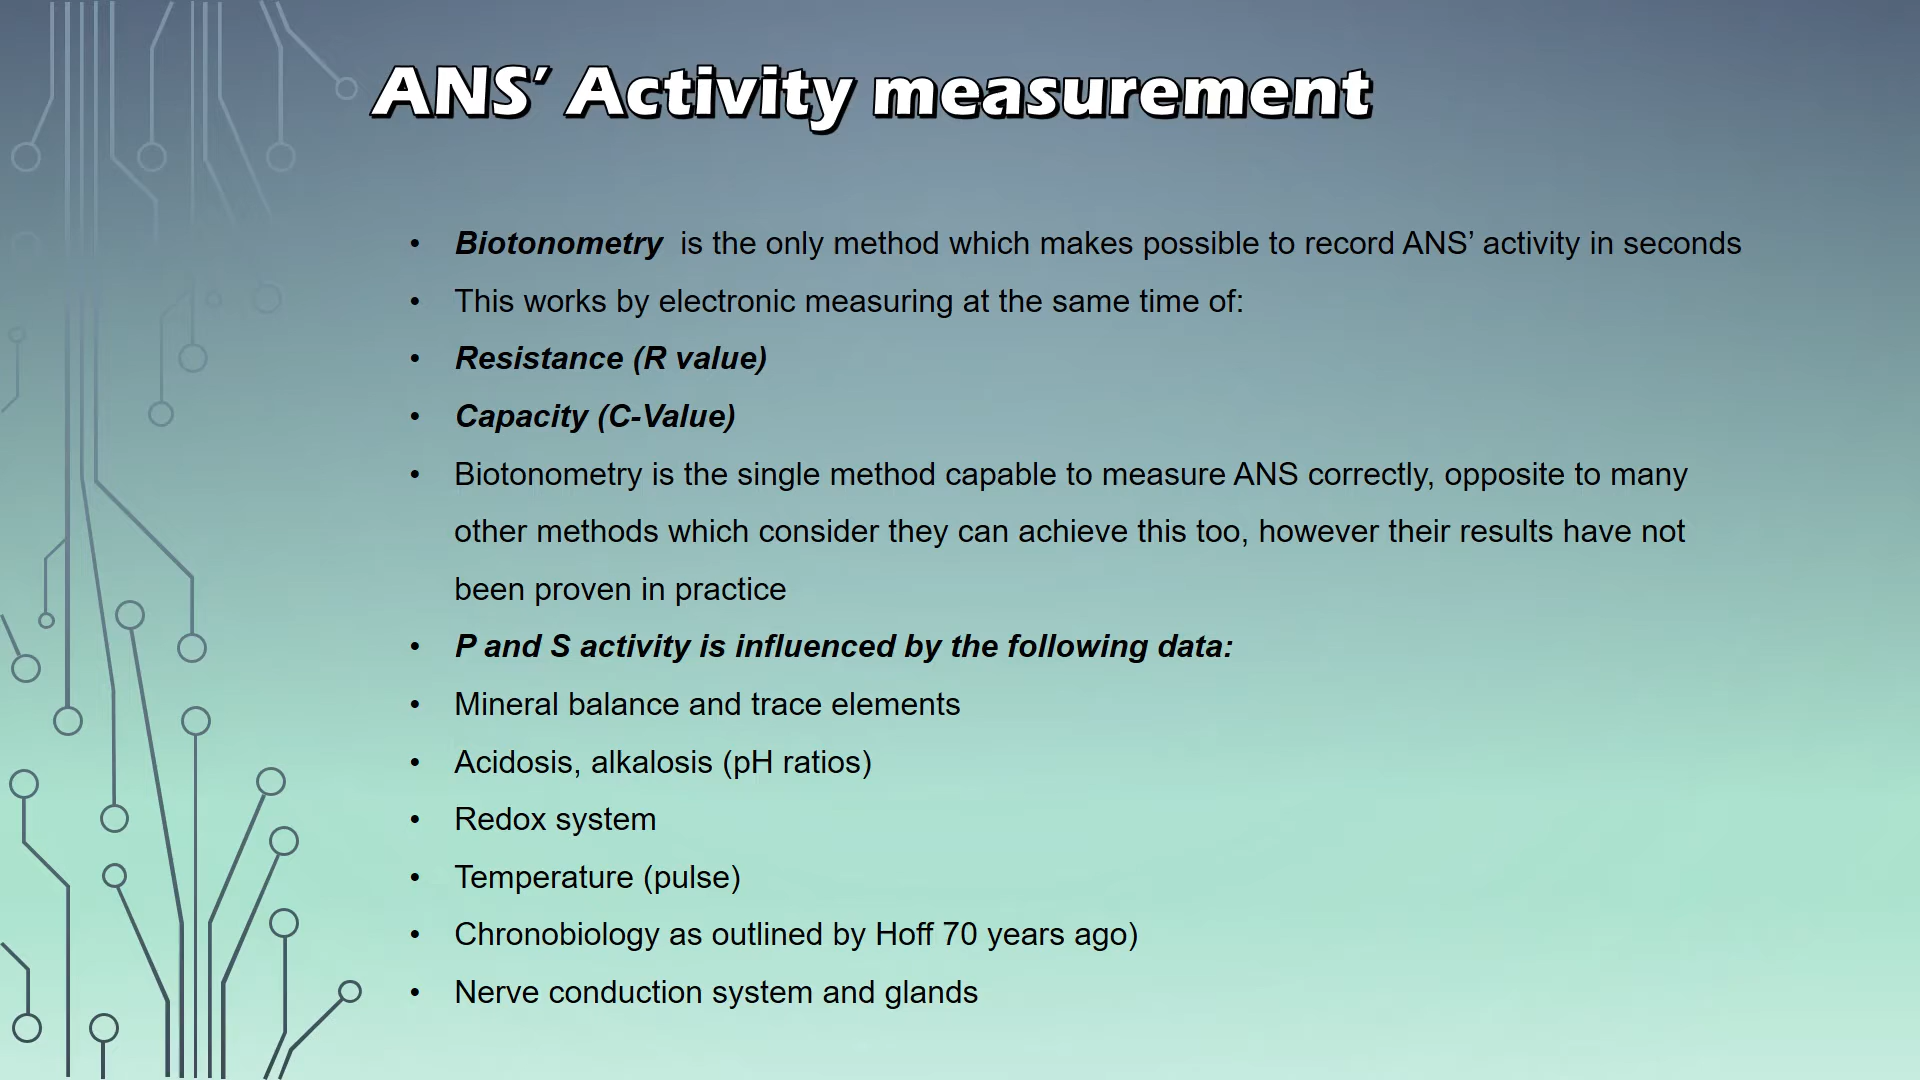 ANS’ Activity measurement
• Biotonometry is the only method which makes possible to record ANS’ activity in seconds
• This works by electronic measuring at the same time of:
• Resistance (R value)
• Capacity (C-Value)
• Biotonometry is the single method capable to measure ANS correctly, opposite to many
other methods which consider they can achieve this too, however their results have not
been proven in practice
• P and S activity is influenced by the following data:
• Mineral balance and trace elements
• Acidosis, alkalosis (pH ratios)
• Redox system
• Temperature (pulse)
• Chronobiology as outlined by Hoff 70 years ago)
• Nerve conduction system and glands